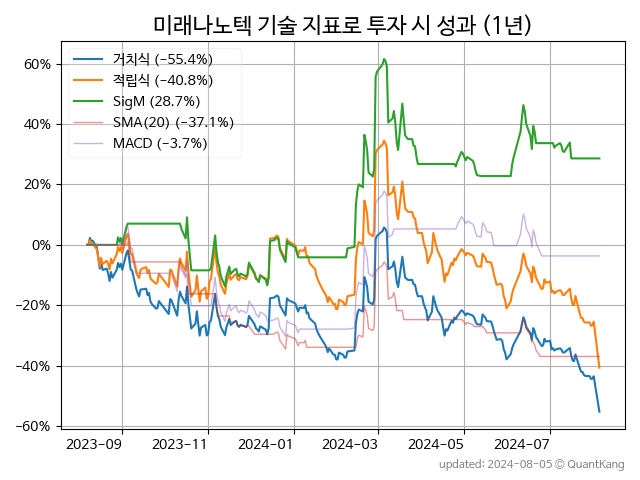 미래나노텍 기술 지표로 투자 시 성과 (1년)
60%
40%
20%
0%
−20%
−40%
−60%
거치식 (−55.4%)
적립식 (−40.8%)
SigM (28.7%)
SMA(20) (−37.1%)
MACD (−3.7%)
2023-09 2023-11 2024-01 2024-03 2024-05 2024-07
updated: 2024-08-05 © QuantKang